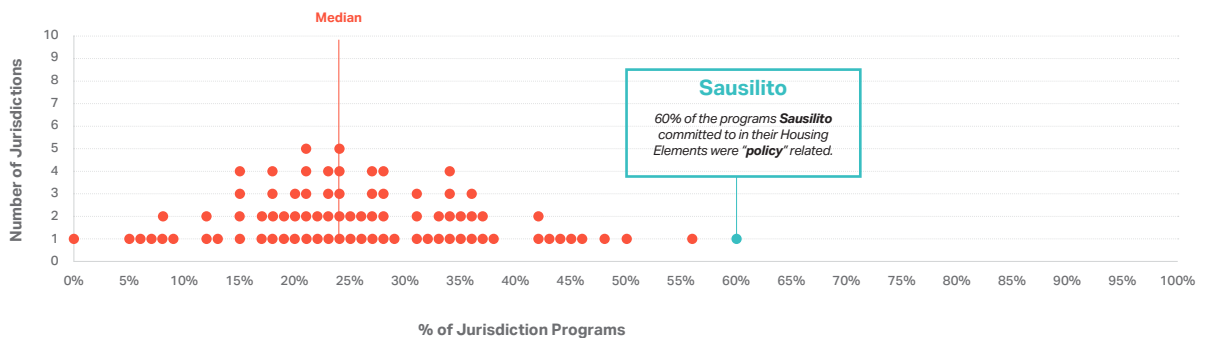 Median
Number of Jurisdictions
10
9
8
7
6
5
4
3
2
1
0
Sausilito
60% of the programs Sausilito
committed to in their Housing
Elements were "policy" related.
0% 5% 10% 15% 20% 25% 30% 35% 40% 45% 50% 55% 60% 65% 70% 75% 80% 85% 90% 95% 100%
% of Jurisdiction Programs